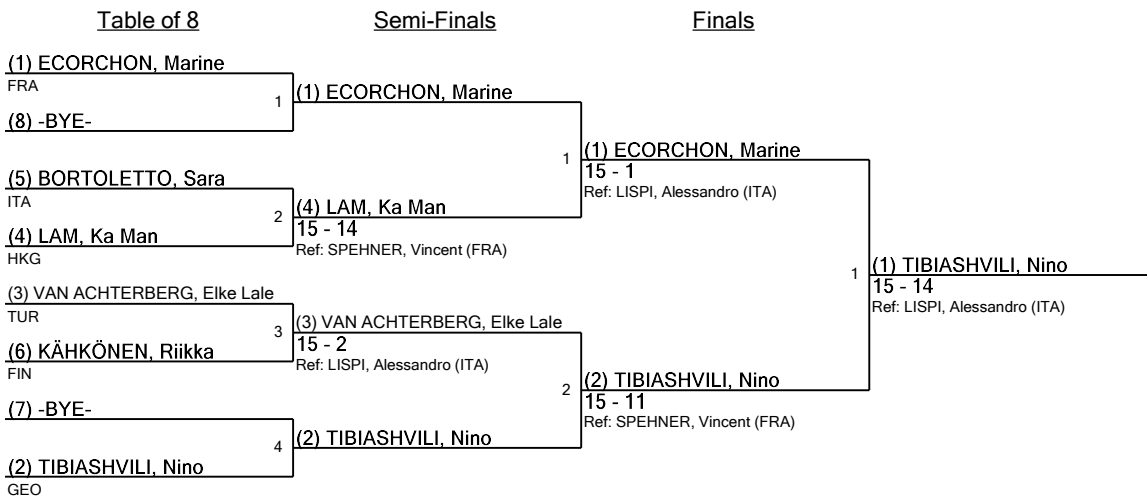 Table of 8
Semi-Finals
Finals
(1) ECORCHON, Marine
FRA
1
(8) -BYE-
(5) BORTOLETTO, Sara
ITA
2
(4) LAM, Ka Man
HKG
(3) VAN ACHTERBERG, Elke Lale
TUR
3
(6) KÄHKÖNEN, Riikka
FIN
(7) -BYE-
4
(2) TIBIASHVILI, Nino
GEO
(1) ECORCHON, Marine
1
(4) LAM, Ka Man
15 - 14
Ref: SPEHNER, Vincent (FRA)
(3) VAN ACHTERBERG, Elke Lale
15 - 2
Ref: LISPI, Alessandro (ITA)
2
(2) TIBIASHVILI, Nino
(1) ECORCHON, Marine
15 - 1
Ref: LISPI, Alessandro (ITA)
1
(2) TIBIASHVILI, Nino
15 - 11
Ref: SPEHNER, Vincent (FRA)
(1) TIBIASHVILI, Nino
15 - 14
Ref: LISPI, Alessandro (ITA)